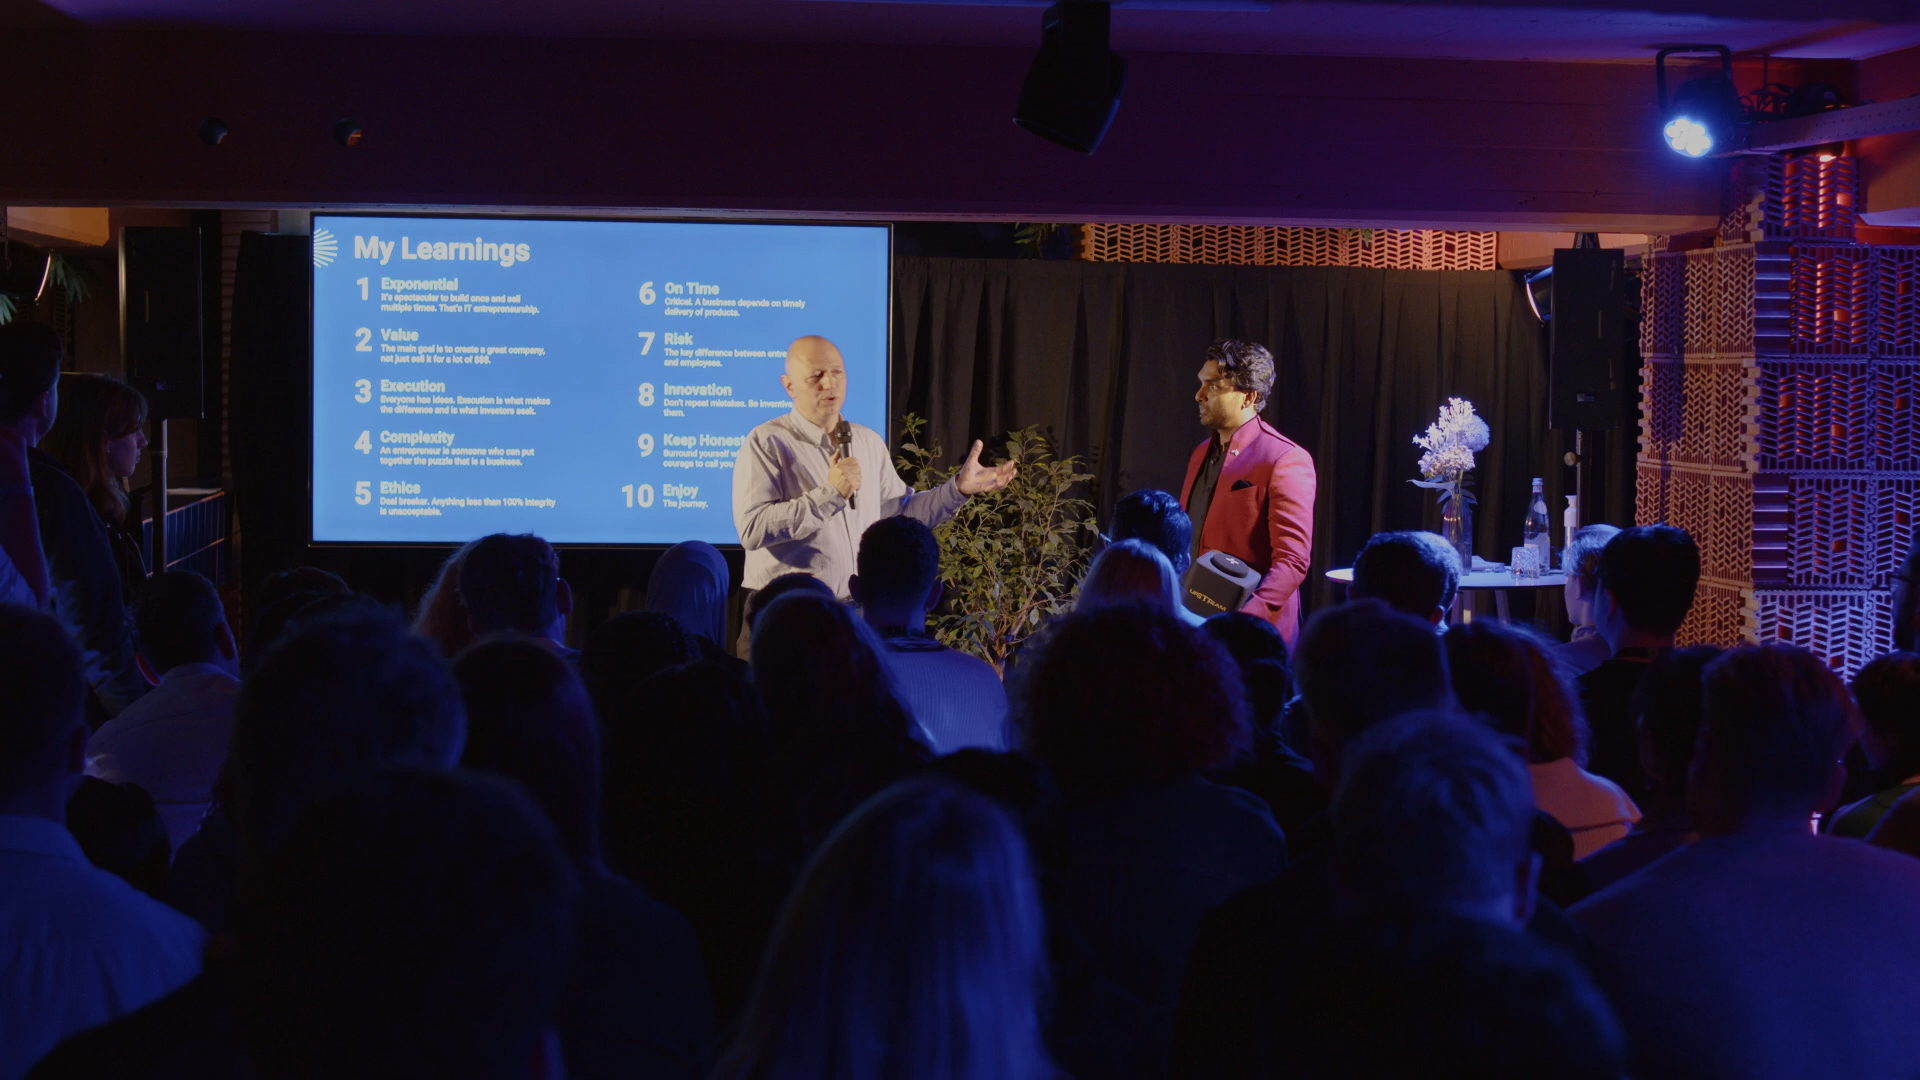 My Learnings
1 Exponential
It's spectacular to build once and sell
multiple times. That's IT entrepreneurship.
2 Value
The main goal is to create a great company,
not just sell it for a lot of $$$.
3 Execution
Everyone has ideas. Execution is what makes
the difference and is what investors seek.
4 Complexity
An entrepreneur is someone who can put
together the puzzle that is a business.
5 Ethics
Deal breaker. Anything less than 100% integrity
is unacceptable.
6 On Time
Critical. A business depends on timely
delivery of products.
7 Risk
The key difference between entre
and employees.
8 Innovation
Don't repeat mistakes. Be inventive
them.
9 Keep Honest
Surround yourself w
courage to call you
10 Enjoy
The journey.
UPSTREAM